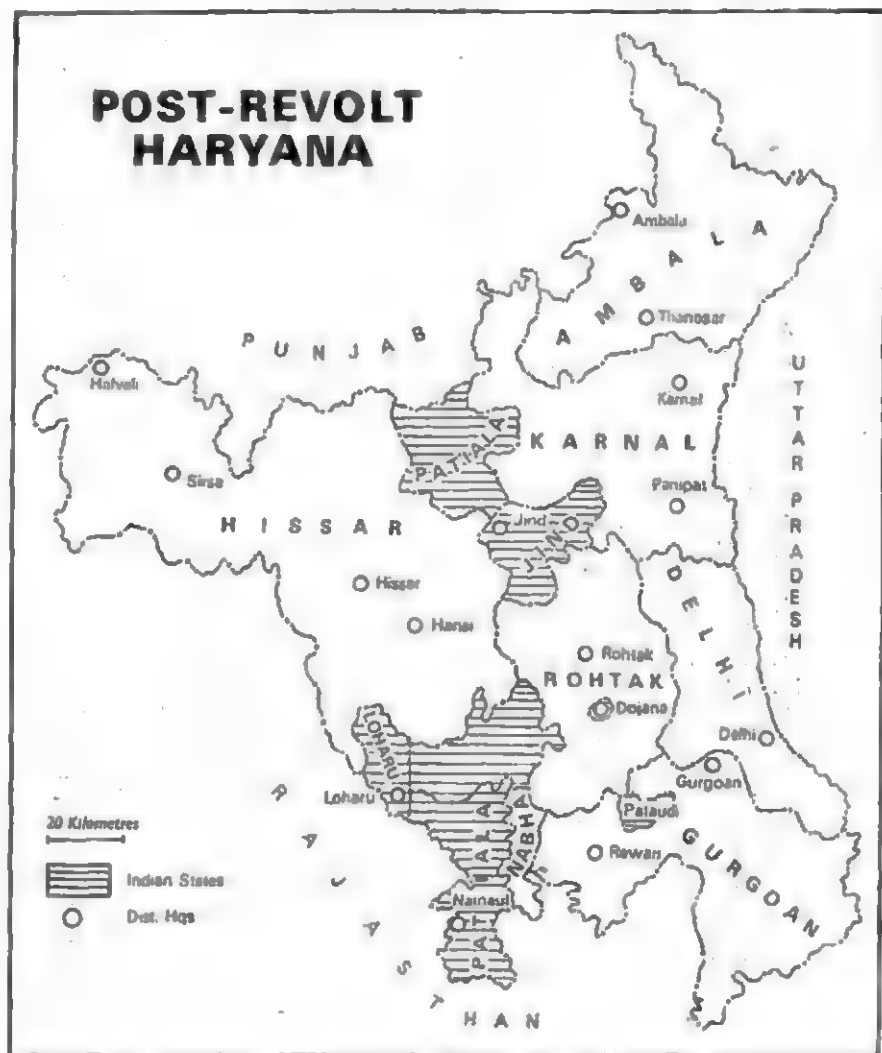 POST-REVOLT
HARYANA
Ambala
AMBALA
Thanesar
PUNJAB
UTTAR PRADESH
Karnal
PATIALA
KARNAL
Sirsa
Panipat
HISSAR
Jind
JIND
Hissar
DELHI
Hansi
Rohtak
ROHTAK
Dojana
LOHARU
Delhi
Gurgoan
Loharu
Pataudi
20 Kilometres
PATIALA
NABHA
GURGOAN
Rewari
Indian States
Narnaul
Dist. Hqs
RAJASTHAN